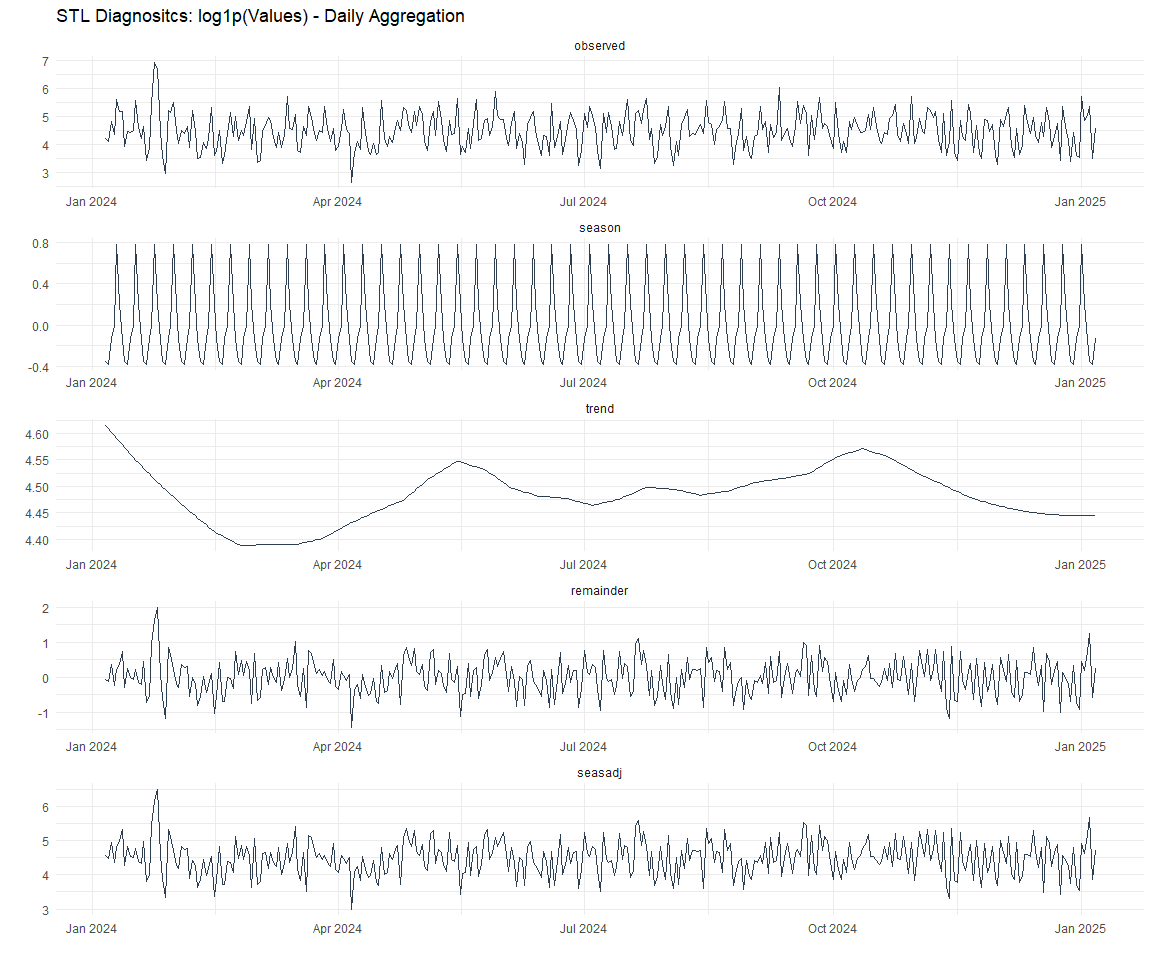 STL Diagnositcs: log1p(Values) - Daily Aggregation
observed
7
6
5
4
3
Jan 2024 Apr 2024 Jul 2024 Oct 2024 Jan 2025
season
0.8
0.4
0.0
-0.4
Jan 2024 Apr 2024 Jul 2024 Oct 2024 Jan 2025
trend
4.60
4.55
4.50
4.45
4.40
Jan 2024 Apr 2024 Jul 2024 Oct 2024 Jan 2025
remainder
2
1
0
-1
Jan 2024 Apr 2024 Jul 2024 Oct 2024 Jan 2025
seasadj
6
5
4
3
Jan 2024 Apr 2024 Jul 2024 Oct 2024 Jan 2025